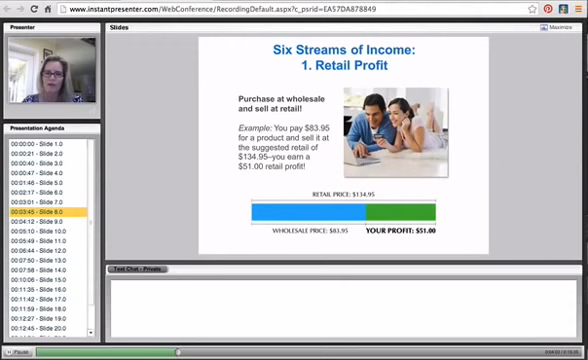 www.instantpresenter.com/WebConference/RecordingDefault.aspx?c_psrid=EA57DA878849
Presenter
Slides
Maximize
Six Streams of Income:
1. Retail Profit
Purchase at wholesale
and sell at retail!
Example: You pay $83.95
for a product and sell it at
the suggested retail of
$134.95–you earn a
$51.00 retail profit!
RETAIL PRICE: $134.95
WHOLESALE PRICE: $83.95
YOUR PROFIT: $51.00
Presentation Agenda
00:00:00 - Slide 1.0
00:00:21 - Slide 2.0
00:00:39 - Slide 3.0
00:00:47 - Slide 4.0
00:01:46 - Slide 5.0
00:02:17 - Slide 6.0
00:03:01 - Slide 7.0
00:03:45 - Slide 8.0
00:04:12 - Slide 9.0
00:05:10 - Slide 10.0
00:05:49 - Slide 11.0
00:06:44 - Slide 12.0
00:07:50 - Slide 13.0
00:07:58 - Slide 14.0
00:10:06 - Slide 15.0
00:11:35 - Slide 16.0
00:11:42 - Slide 17.0
00:11:59 - Slide 18.0
00:12:27 - Slide 19.0
00:12:45 - Slide 20.0
Text Chat - Private
Pause